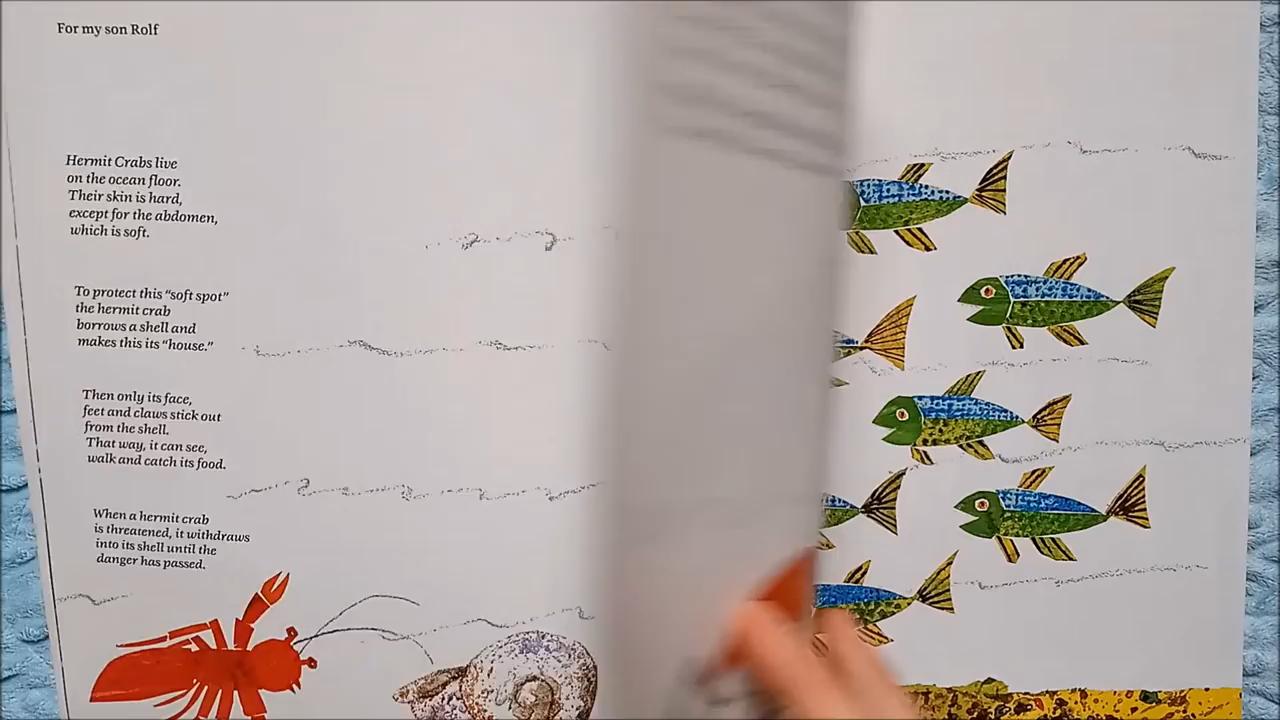 For my son Rolf
Hermit Crabs live
on the ocean floor.
Their skin is hard,
except for the abdomen,
which is soft.
To protect this “soft spot”
the hermit crab
borrows a shell and
makes this its “house.”
Then only its face,
feet and claws stick out
from the shell.
That way, it can see,
walk and catch its food.
When a hermit crab
is threatened, it withdraws
into its shell until the
danger has passed.